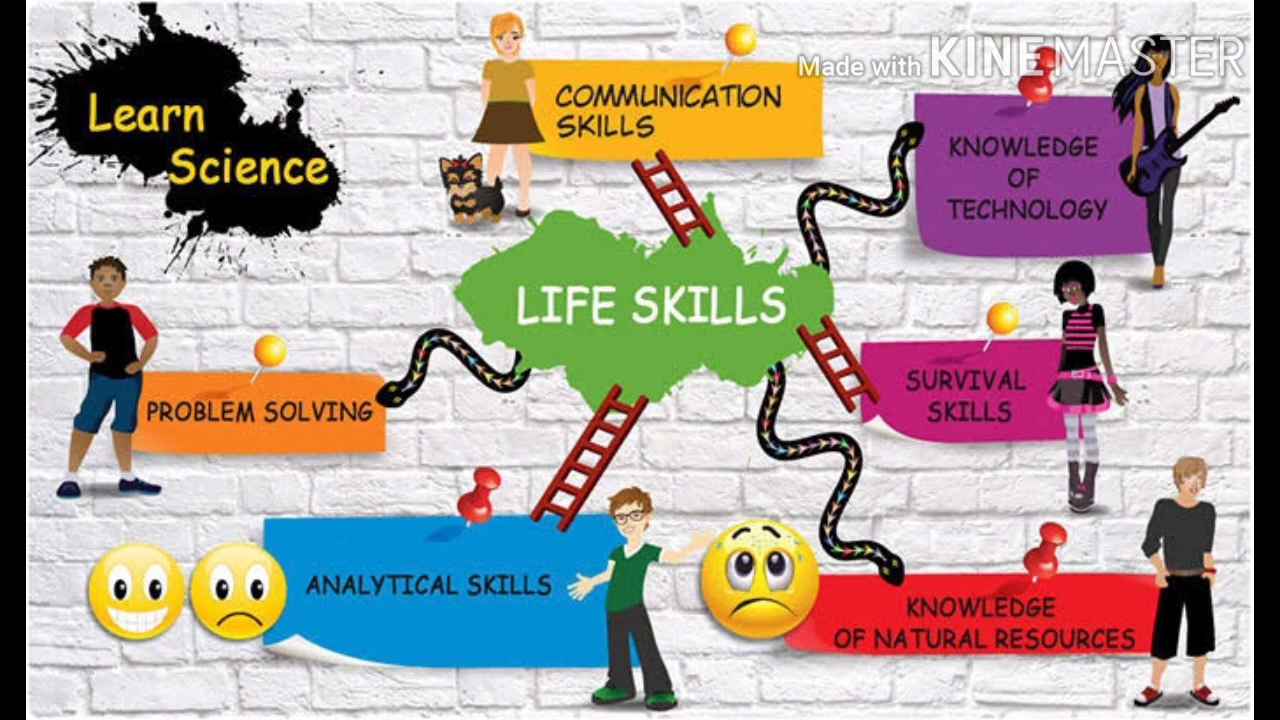 Made with KINEMASTER
Learn
Science
COMMUNICATION
SKILLS
KNOWLEDGE
OF
TECHNOLOGY
LIFE SKILLS
SURVIVAL
SKILLS
PROBLEM SOLVING
ANALYTICAL SKILLS
KNOWLEDGE
OF NATURAL RESOURCES